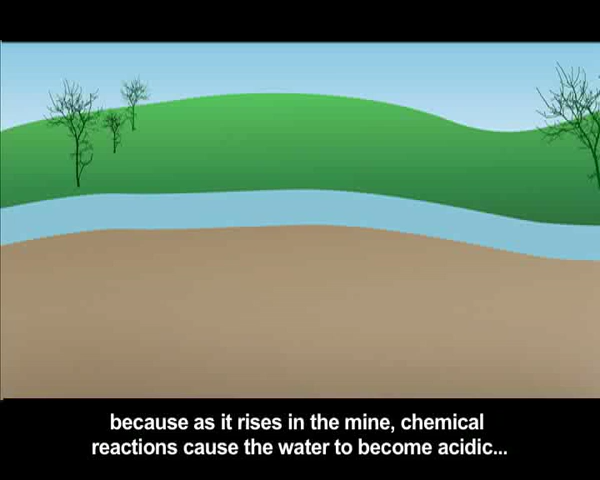 because as it rises in the mine, chemical
reactions cause the water to become acidic...